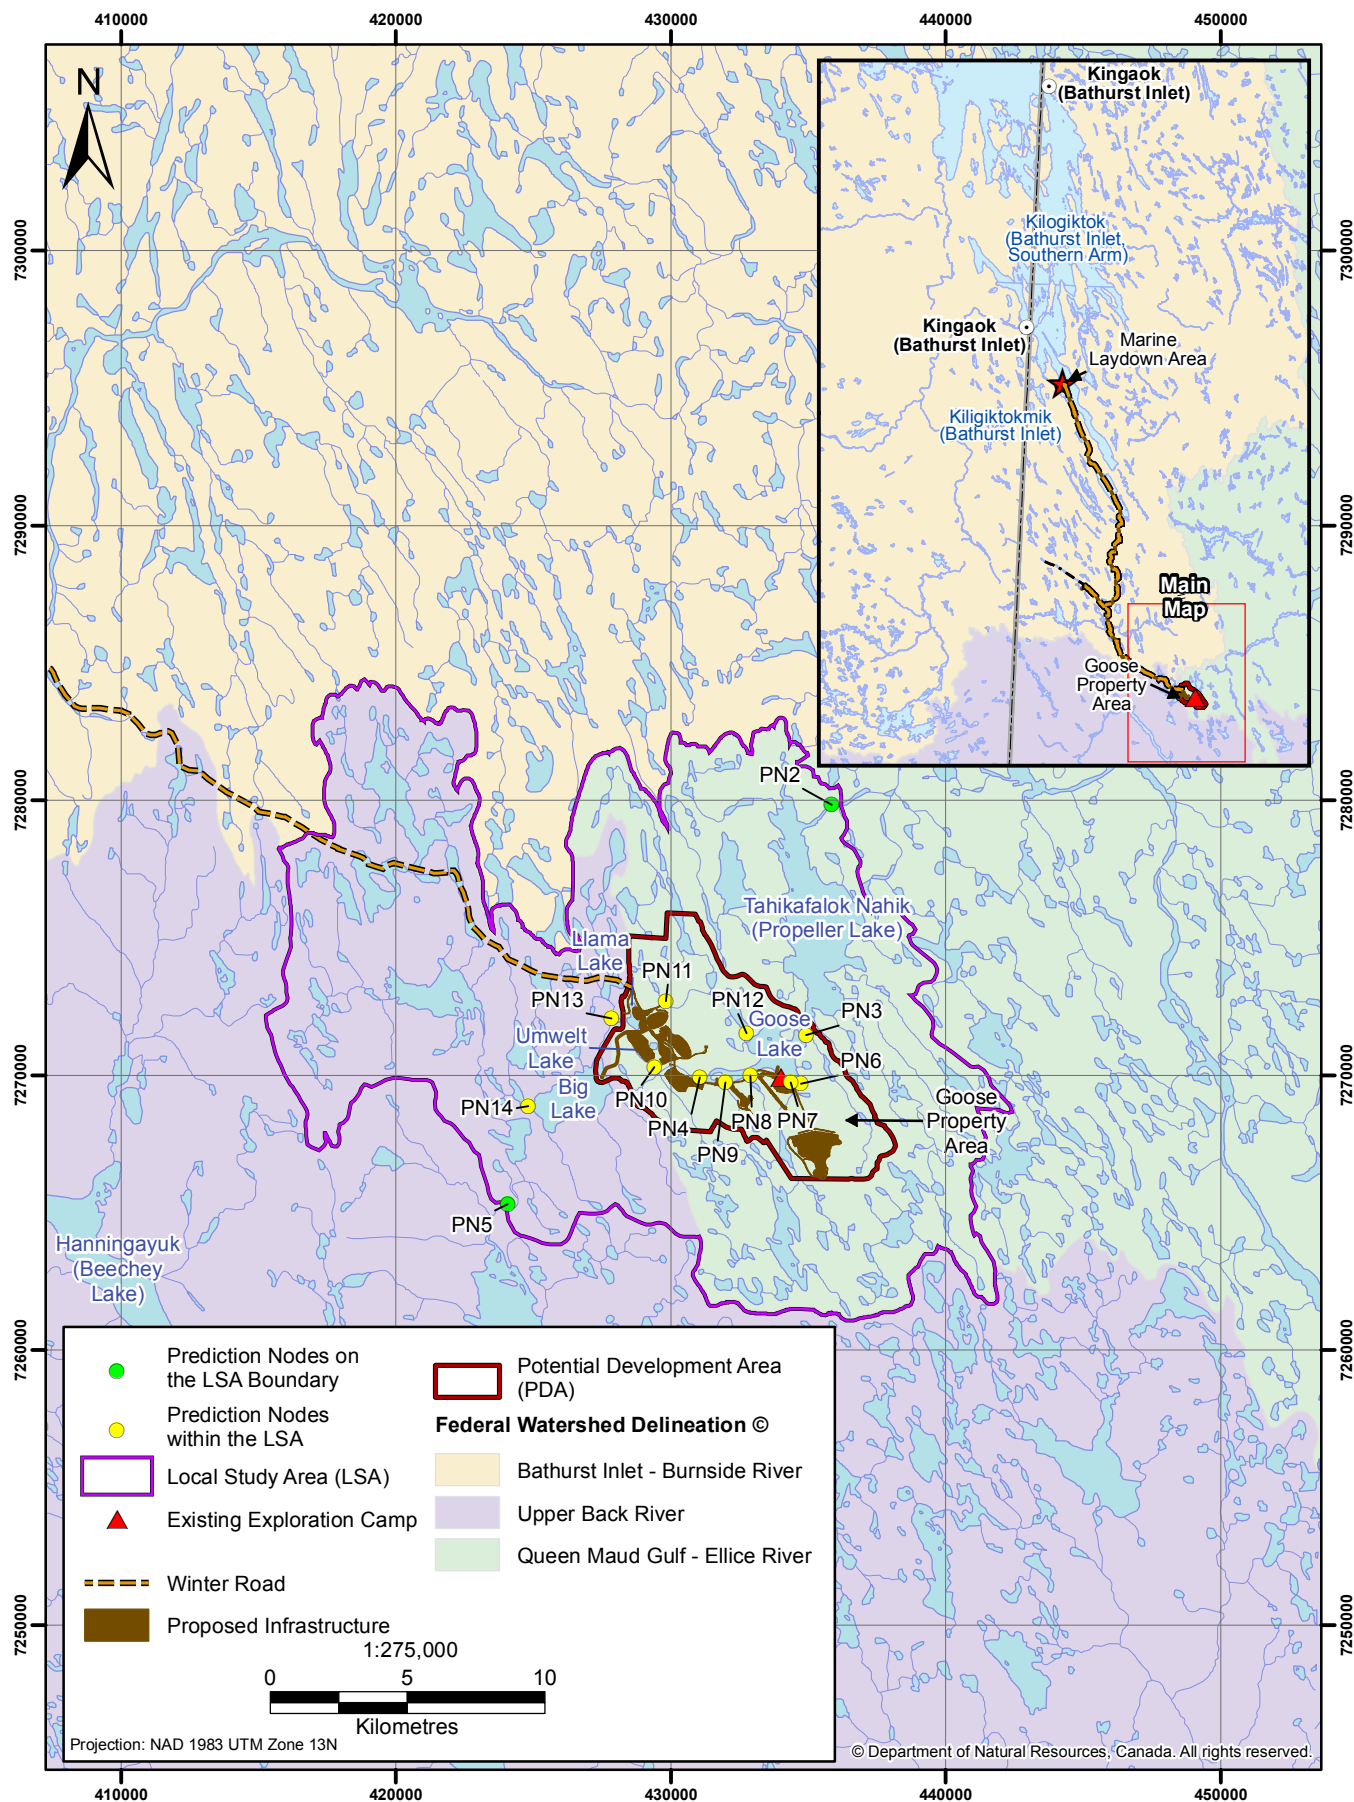 410000
420000
430000
440000
450000
N
Kingaok
(Bathurst Inlet)
Kilogiktok
(Bathurst Inlet,
Southern Arm)
7300000
7300000
Kingaok
(Bathurst Inlet)
Marine
Laydown Area
Kiligiktokmik
(Bathurst Inlet)
7290000
7290000
Main
Map
Goose
Property
Area
PN2
7280000
7280000
Tahikafalok Nahik
(Propeller Lake)
Llama
Lake
PN11
PN13
PN12
PN3
Goose
Lake
Umwelt
Lake
PN6
7270000
7270000
Big
Lake
PN10
PN14
PN4
PN8
PN7
PN9
Goose
Property
Area
PN5
Hanningayuk
(Beechey
Lake)
7260000
7260000
Prediction Nodes on
the LSA Boundary
Prediction Nodes
within the LSA
Local Study Area (LSA)
Existing Exploration Camp
Winter Road
Proposed Infrastructure
Potential Development Area
(PDA)
Federal Watershed Delineation ©
Bathurst Inlet - Burnside River
Upper Back River
Queen Maud Gulf - Ellice River
7250000
7250000
1:275,000
0 5 10
Kilometres
Projection: NAD 1983 UTM Zone 13N
© Department of Natural Resources, Canada. All rights reserved.
410000
420000
430000
440000
450000